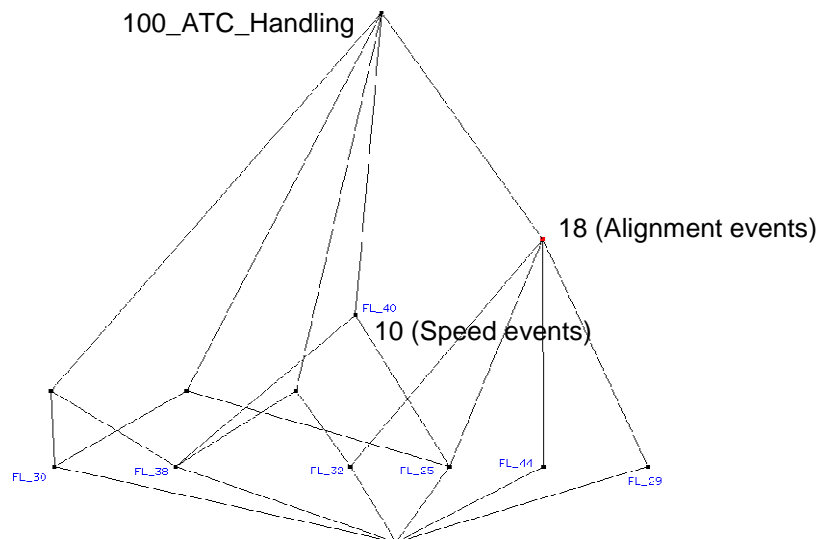 100_ATC_Handling
18 (Alignment events)
FL_40
10 (Speed events)
FL_30
FL_38
FL_32
FL_25
FL_44
FL_29